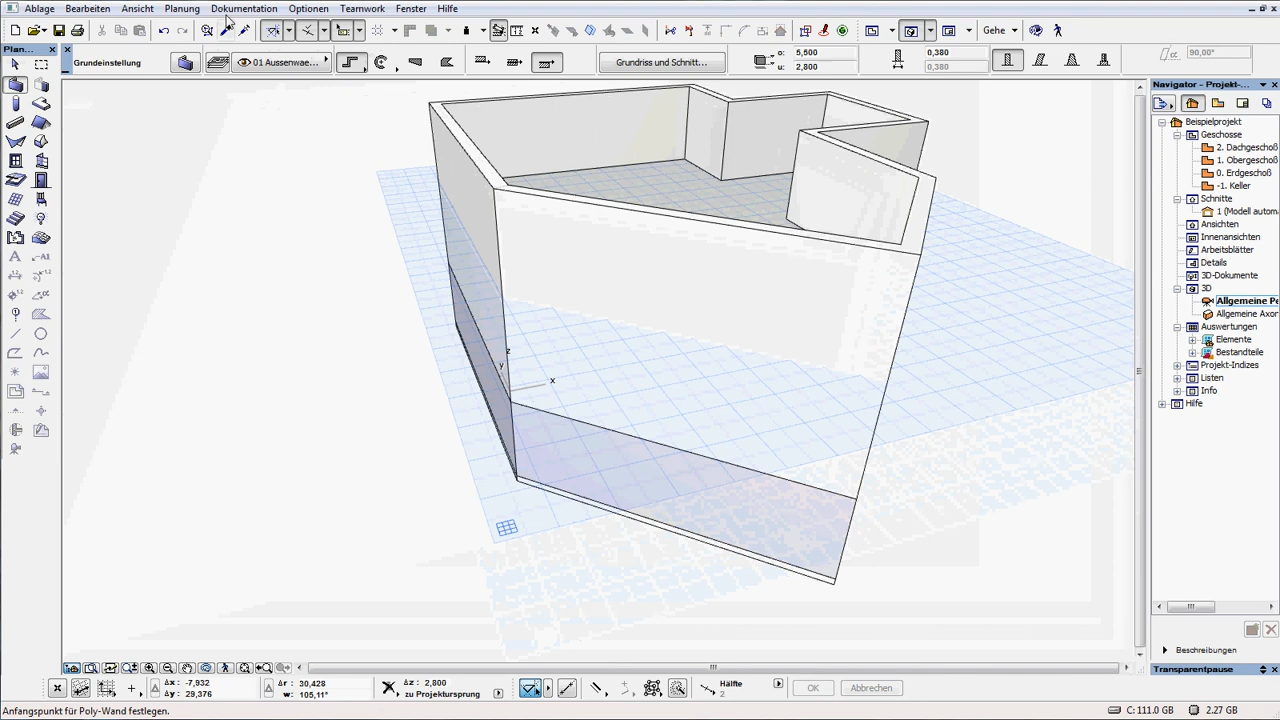 Ablage Bearbeiten Ansicht Planung Dokumentation Optionen Teamwork Fenster Hilfe
Gehe
Plan...
Grundeinstellung
01 Aussenwae...
Grundriss und Schnitt...
o: 5,600
u: 2,800
0,380
0,380
90,00°
Navigator - Projekt-...
Beispielprojekt
Geschosse
2. Dachgeschoß
1. Obergeschoß
0. Erdgeschoß
-1. Keller
Schnitte
1 (Modell autom
Ansichten
Innenansichten
Arbeitsblätter
Details
3D-Dokumente
3D
Allgemeine Pe
Allgemeine Axor
Auswertungen
Elemente
Bestandteile
Projekt-Indizes
Listen
Info
Hilfe
z
y
x
Beschreibungen
Transparentpause
Δx: -7,932
Δy: 29,376
Δr: 30,428
w: 105,11°
Δz: 2,800
zu Projektursprung
Hälfte
2
OK
Abbrechen
Anfangspunkt für Poly-Wand festlegen.
C: 111.0 GB
2.27 GB